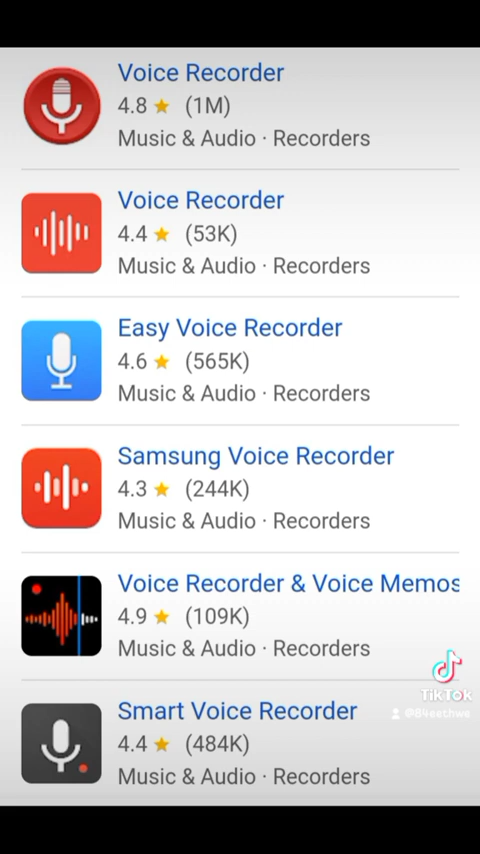 Voice Recorder
4.8 ★ (1M)
Music & Audio · Recorders
Voice Recorder
4.4 ★ (53K)
Music & Audio · Recorders
Easy Voice Recorder
4.6 ★ (565K)
Music & Audio · Recorders
Samsung Voice Recorder
4.3 ★ (244K)
Music & Audio · Recorders
Voice Recorder & Voice Memos
4.9 ★ (109K)
Music & Audio · Recorders
TikTok
@84eethwe
Smart Voice Recorder
4.4 ★ (484K)
Music & Audio · Recorders